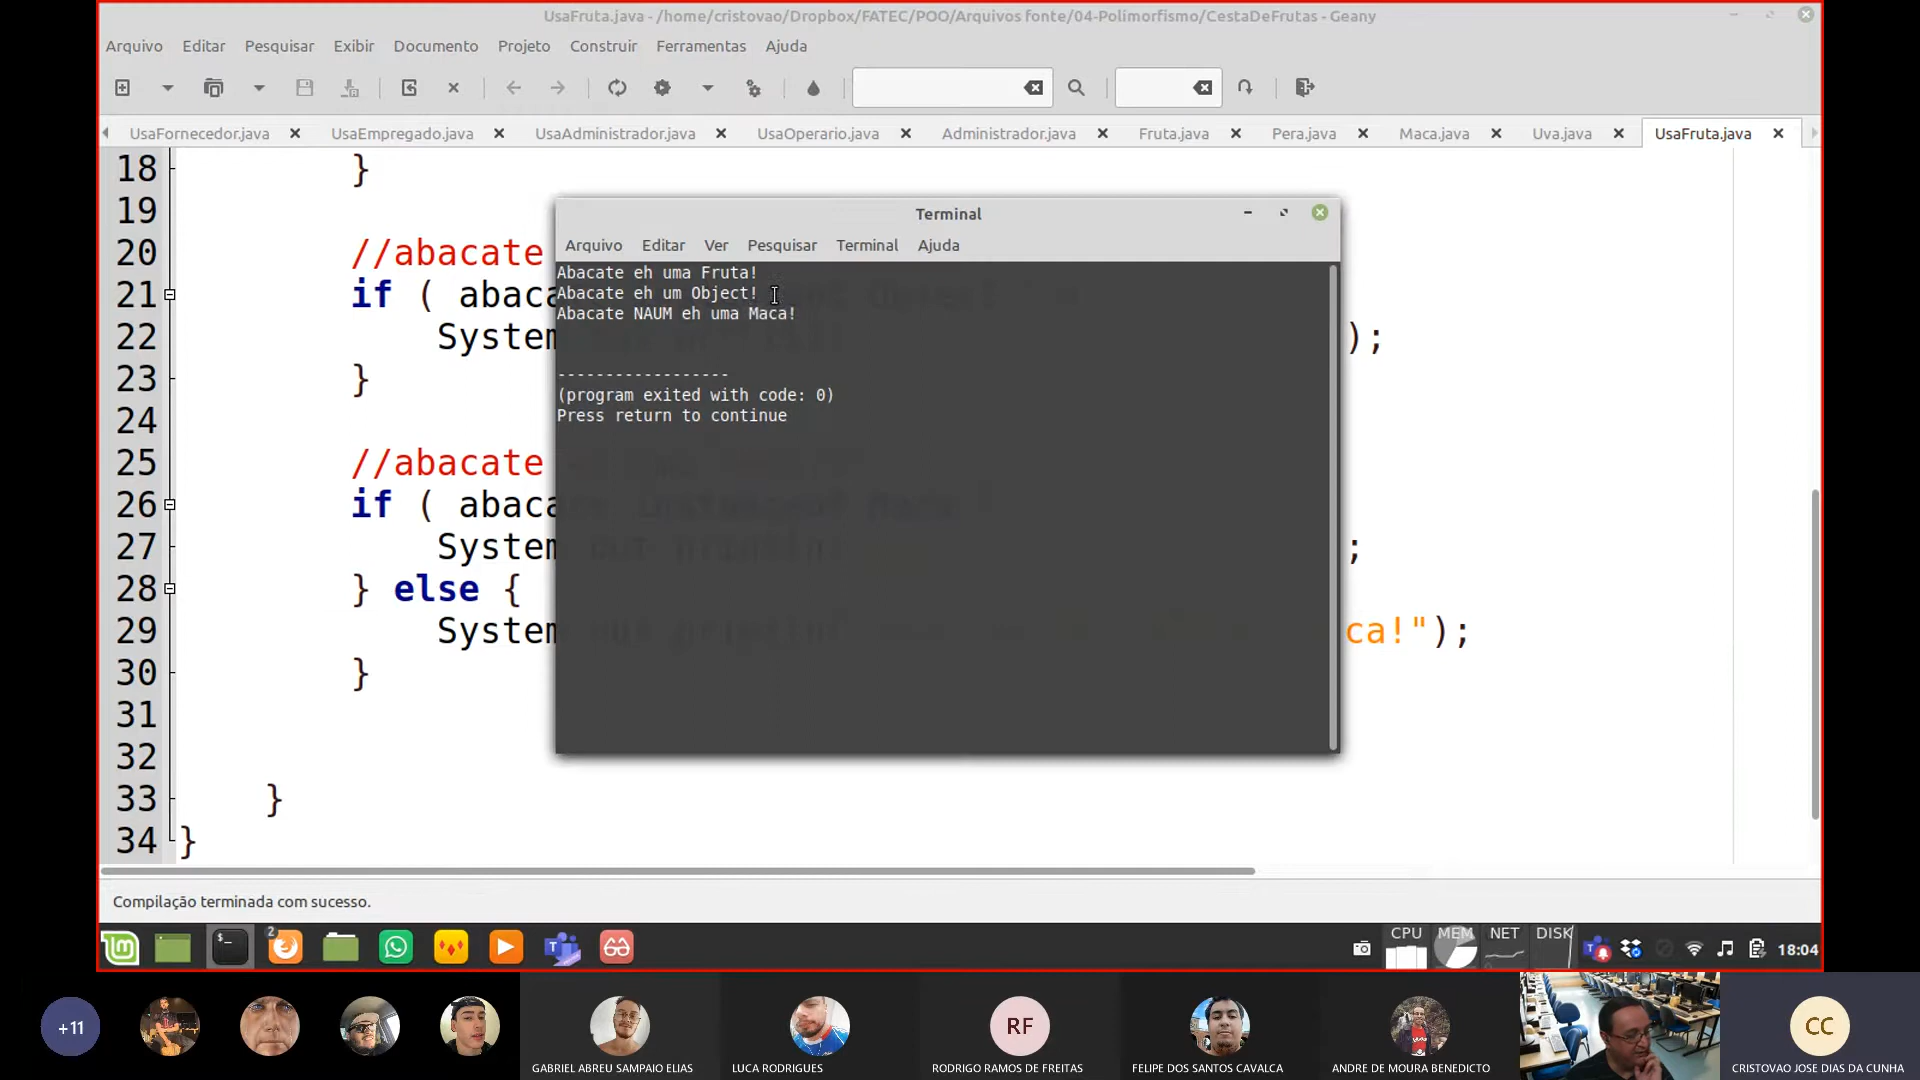 UsaFruta.java - /home/cristovao/Dropbox/FATEC/POO/Arquivos fonte/04-Polimorfismo/CestaDeFrutas - Geany
Arquivo Editar Pesquisar Exibir Documento Projeto Construir Ferramentas Ajuda
UsaFornecedor.java UsaEmpregado.java UsaAdministrador.java UsaOperario.java Administrador.java Fruta.java Pera.java Maca.java Uva.java UsaFruta.java
18 }
19
20 //abacate
21 if ( abaca
22 System );
23 }
24
25 //abacate
26 if ( abaca
27 System ;
28 } else {
29 System ca!");
30 }
31
32
33 }
34 }
Terminal
Arquivo Editar Ver Pesquisar Terminal Ajuda
Abacate eh uma Fruta!
Abacate eh um Object!
Abacate NAUM eh uma Maca!
------------------
(program exited with code: 0)
Press return to continue
Compilação terminada com sucesso.
2
CPU MEM NET DISK
18:04
+11
RF
CC
GABRIEL ABREU SAMPAIO ELIAS
LUCA RODRIGUES
RODRIGO RAMOS DE FREITAS
FELIPE DOS SANTOS CAVALCA
ANDRE DE MOURA BENEDICTO
CRISTOVAO JOSE DIAS DA CUNHA